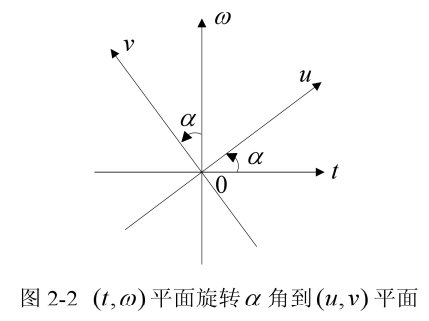 ω
v
u
α
α
t
0
图 2-2 (t,ω) 平面旋转 α 角到 (u,v) 平面